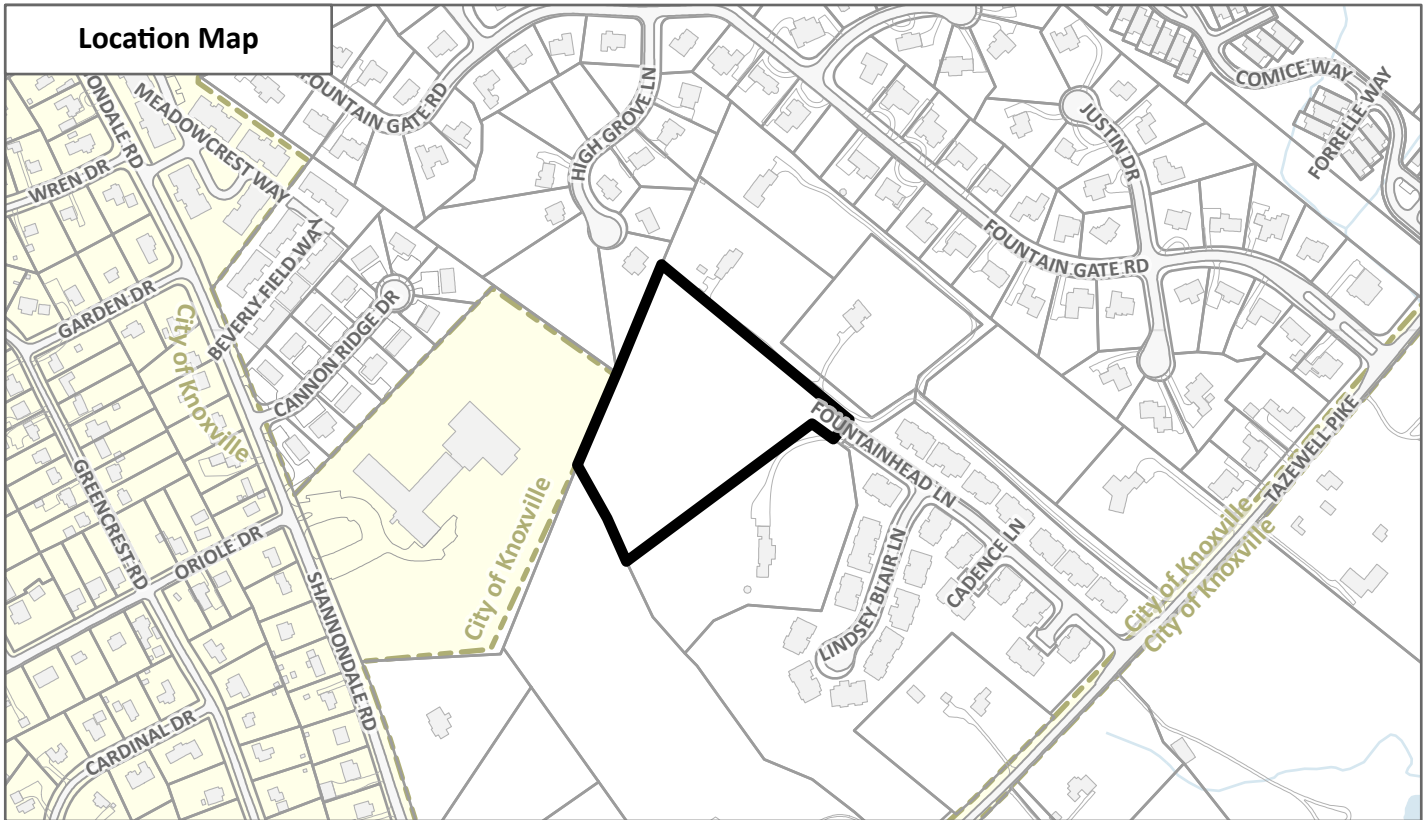 Location Map
COMICE WAY
FORRELLE WAY
ONDALE RD
MEADOWCREST WAY
FOUNTAIN GATE RD
HIGH GROVE LN
JUSTIN DR
WREN DR
BEVERLY FIELD WAY
FOUNTAIN GATE RD
GARDEN DR
City of Knoxville
CANNON RIDGE DR
TAZEWELL PIKE
FOUNTAINHEAD LN
GREENCREST RD
City of Knoxville
LINDSEY BLAIR LN
CADENCE LN
City of Knoxville
City of Knoxville
ORIOLE DR
SHANNONDALE RD
CARDINAL DR